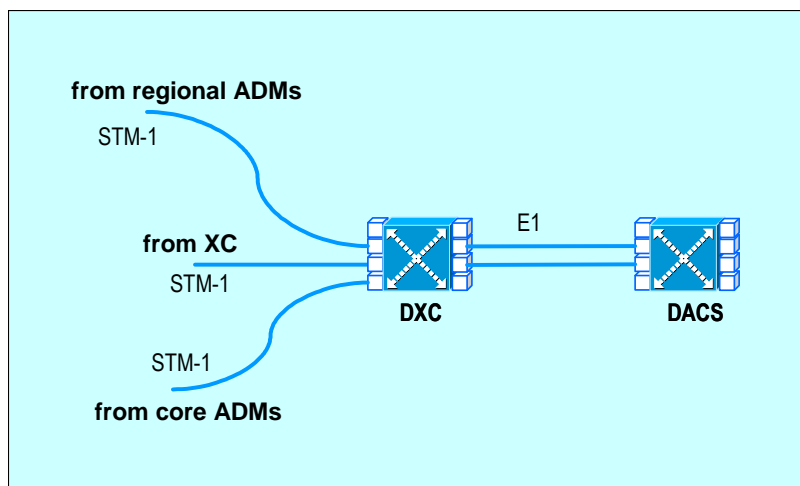 from regional ADMs
STM-1
E1
from XC
STM-1
DXC
DACS
STM-1
from core ADMs